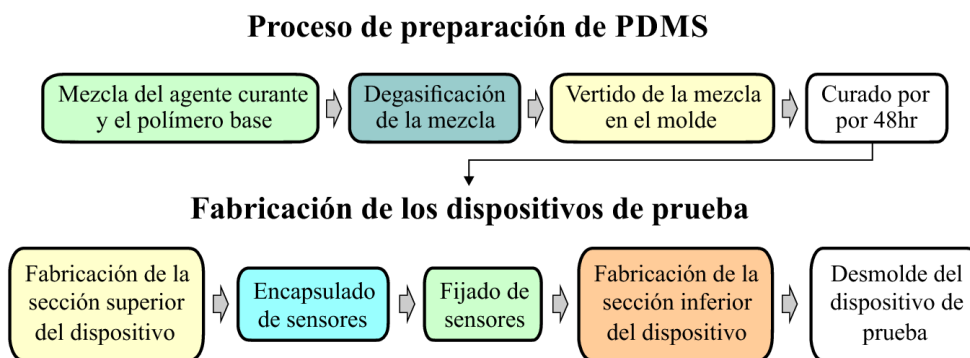 Proceso de preparación de PDMS
Mezcla del agente curante
y el polímero base
Degasificación
de la mezcla
Vertido de la mezcla
en el molde
Curado por
por 48hr
Fabricación de los dispositivos de prueba
Fabricación de la
sección superior
del dispositivo
Encapsulado
de sensores
Fijado de
sensores
Fabricación de la
sección inferior
del dispositivo
Desmolde del
dispositivo de
prueba